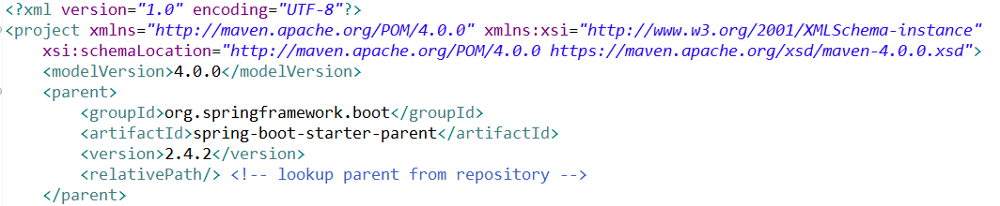 <?xml version="1.0" encoding="UTF-8"?>
<project xmlns="http://maven.apache.org/POM/4.0.0" xmlns:xsi="http://www.w3.org/2001/XMLSchema-instance"
    xsi:schemaLocation="http://maven.apache.org/POM/4.0.0 https://maven.apache.org/xsd/maven-4.0.0.xsd">
    <modelVersion>4.0.0</modelVersion>
    <parent>
        <groupId>org.springframework.boot</groupId>
        <artifactId>spring-boot-starter-parent</artifactId>
        <version>2.4.2</version>
        <relativePath/> <!-- lookup parent from repository -->
    </parent>